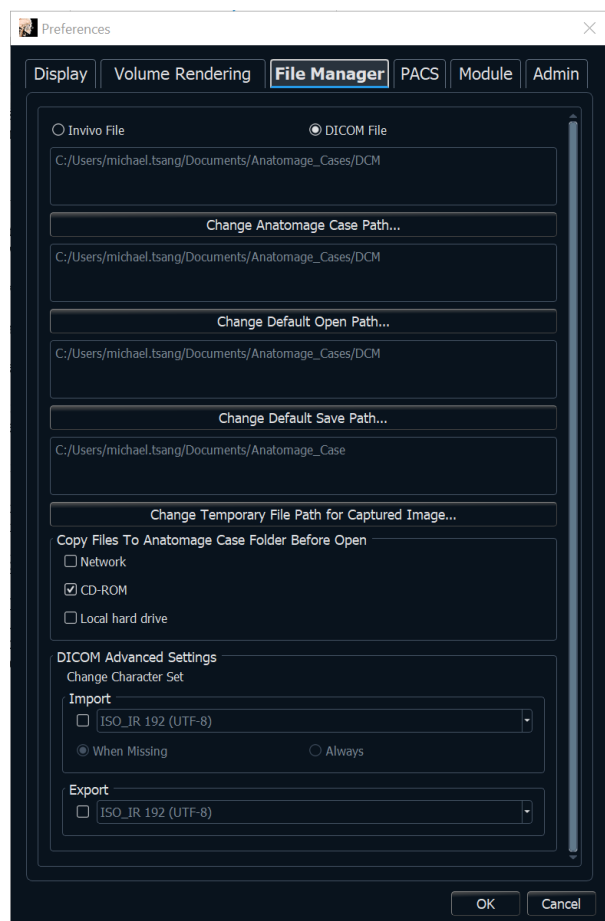 Preferences
Display Volume Rendering File Manager PACS Module Admin
Invivo File DICOM File
C:/Users/michael.tsang/Documents/Anatomage_Cases/DCM
Change Anatomage Case Path...
C:/Users/michael.tsang/Documents/Anatomage_Cases/DCM
Change Default Open Path...
C:/Users/michael.tsang/Documents/Anatomage_Cases/DCM
Change Default Save Path...
C:/Users/michael.tsang/Documents/Anatomage_Case
Change Temporary File Path for Captured Image...
Copy Files To Anatomage Case Folder Before Open
Network
CD-ROM
Local hard drive
DICOM Advanced Settings
Change Character Set
Import
ISO_IR 192 (UTF-8)
When Missing Always
Export
ISO_IR 192 (UTF-8)
OK Cancel